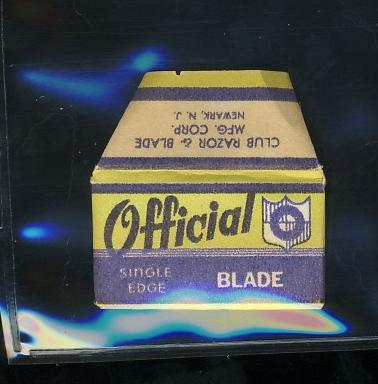 CLUB RAZOR & BLADE
MFG. CORP.
NEWARK, N. J.
Official
SINGLE
EDGE
BLADE